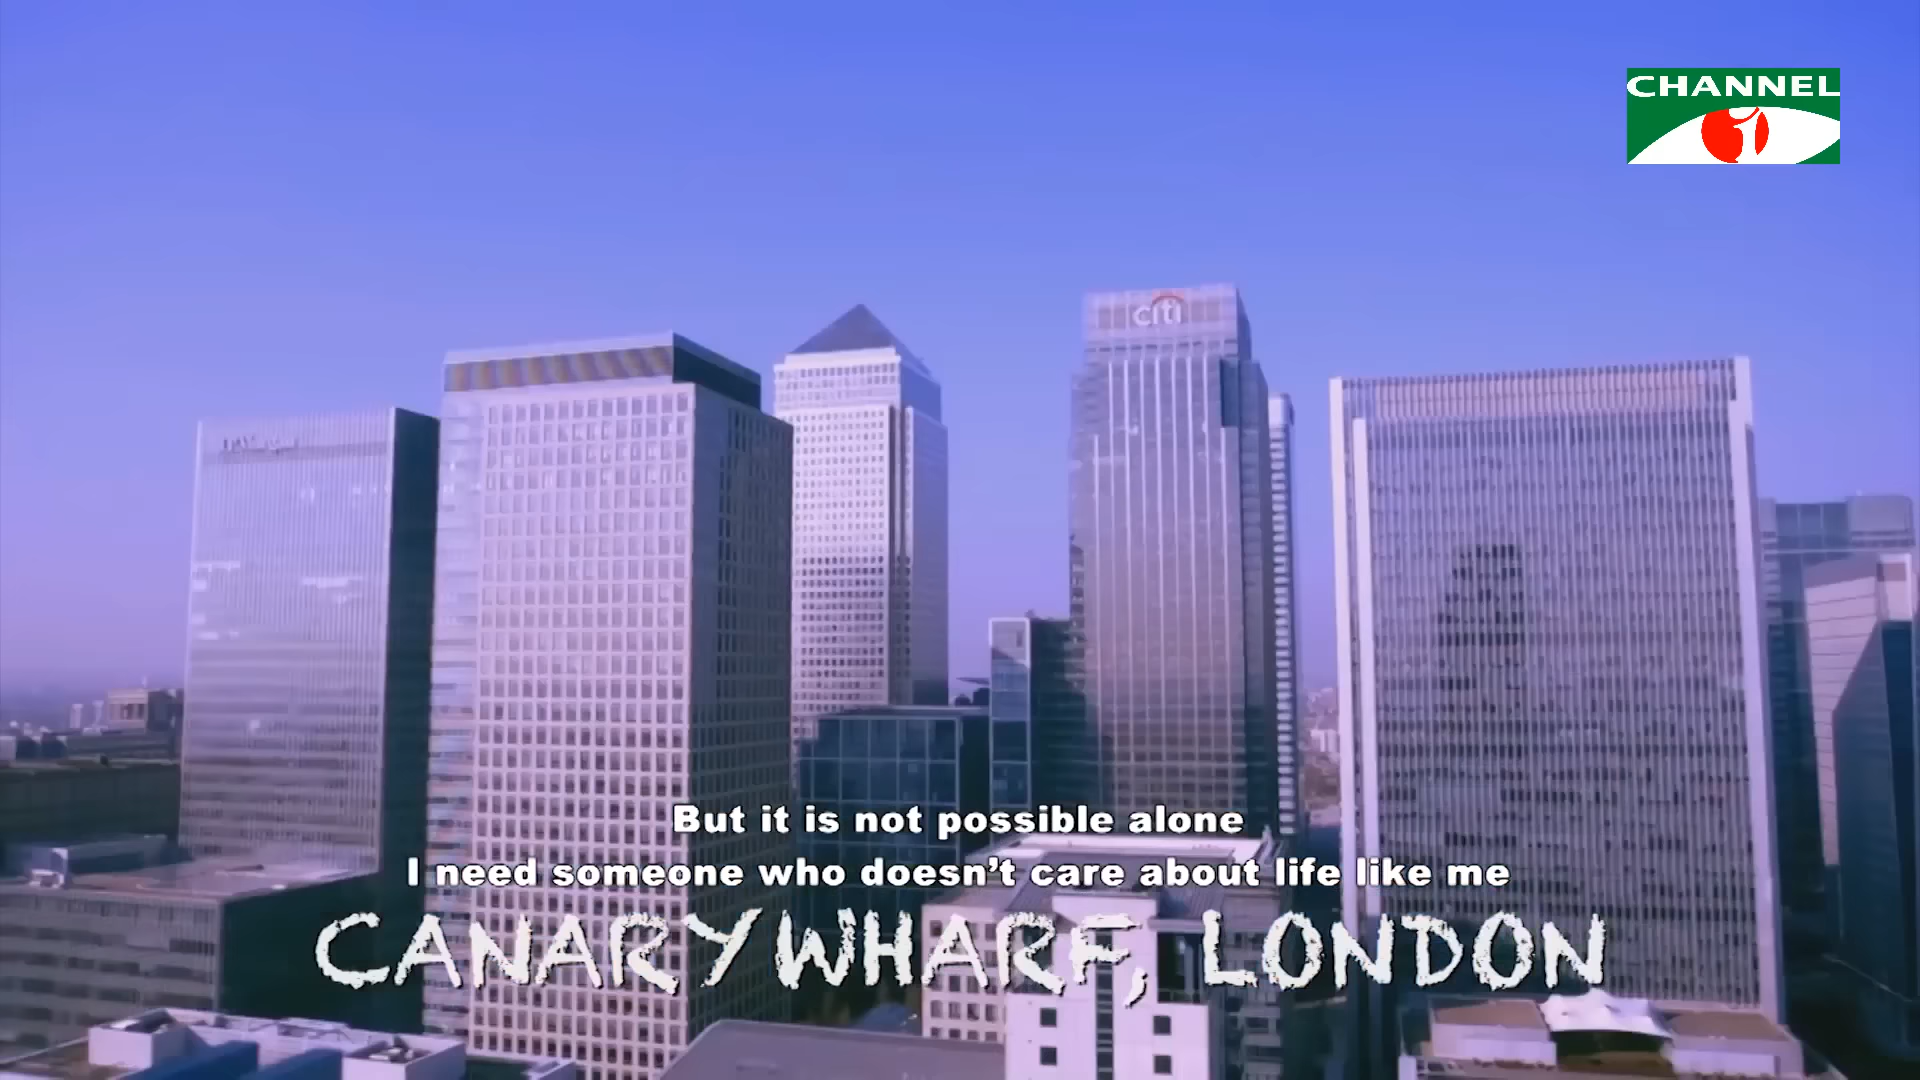 CHANNEL
i
citi
But it is not possible alone
I need someone who doesn't care about life like me
CANARY WHARF, LONDON